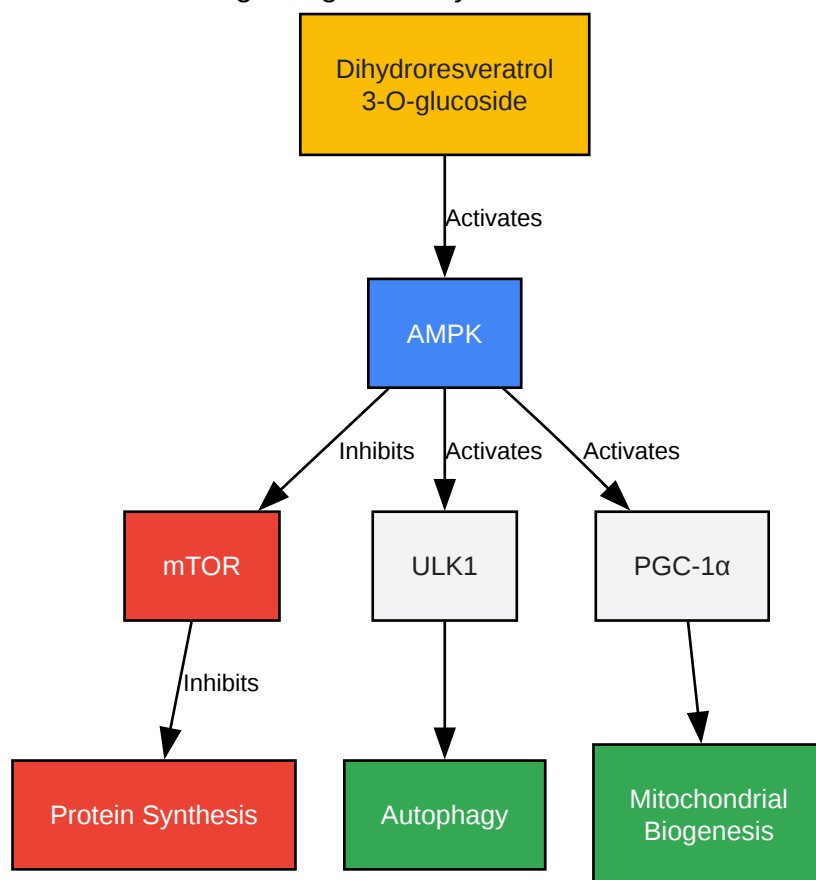 Dihydroresveratrol
3-O-glucoside
Activates
AMPK
Inhibits
Activates
Activates
mTOR
ULK1
PGC-1α
Inhibits
Protein Synthesis
Autophagy
Mitochondrial
Biogenesis